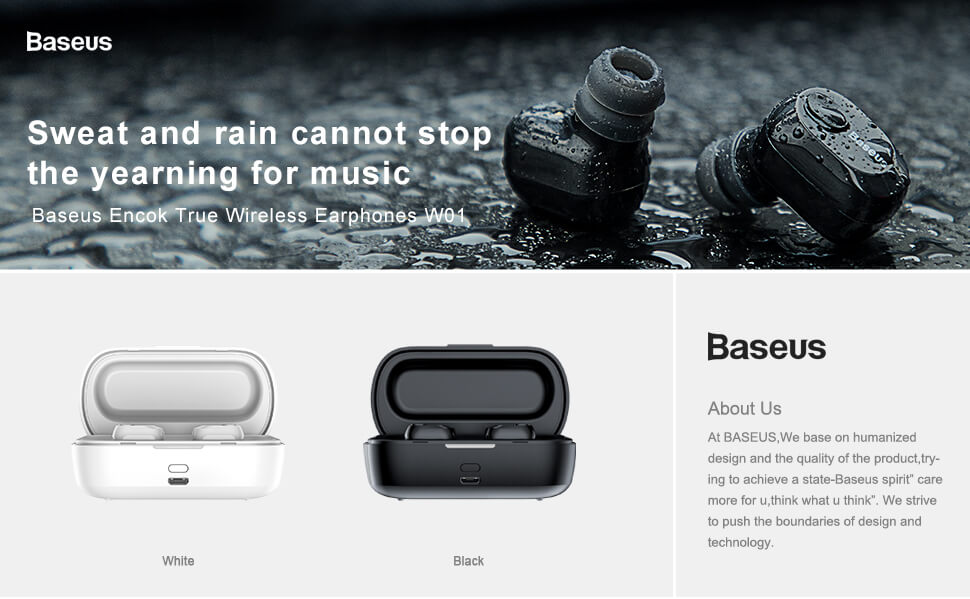 Baseus
Sweat and rain cannot stop
the yearning for music
Baseus Encok True Wireless Earphones W01
Baseus
White
Black
Baseus
About Us
At BASEUS,We base on humanized
design and the quality of the product,try-
ing to achieve a state-Baseus spirit" care
more for u,think what u think". We strive
to push the boundaries of design and
technology.